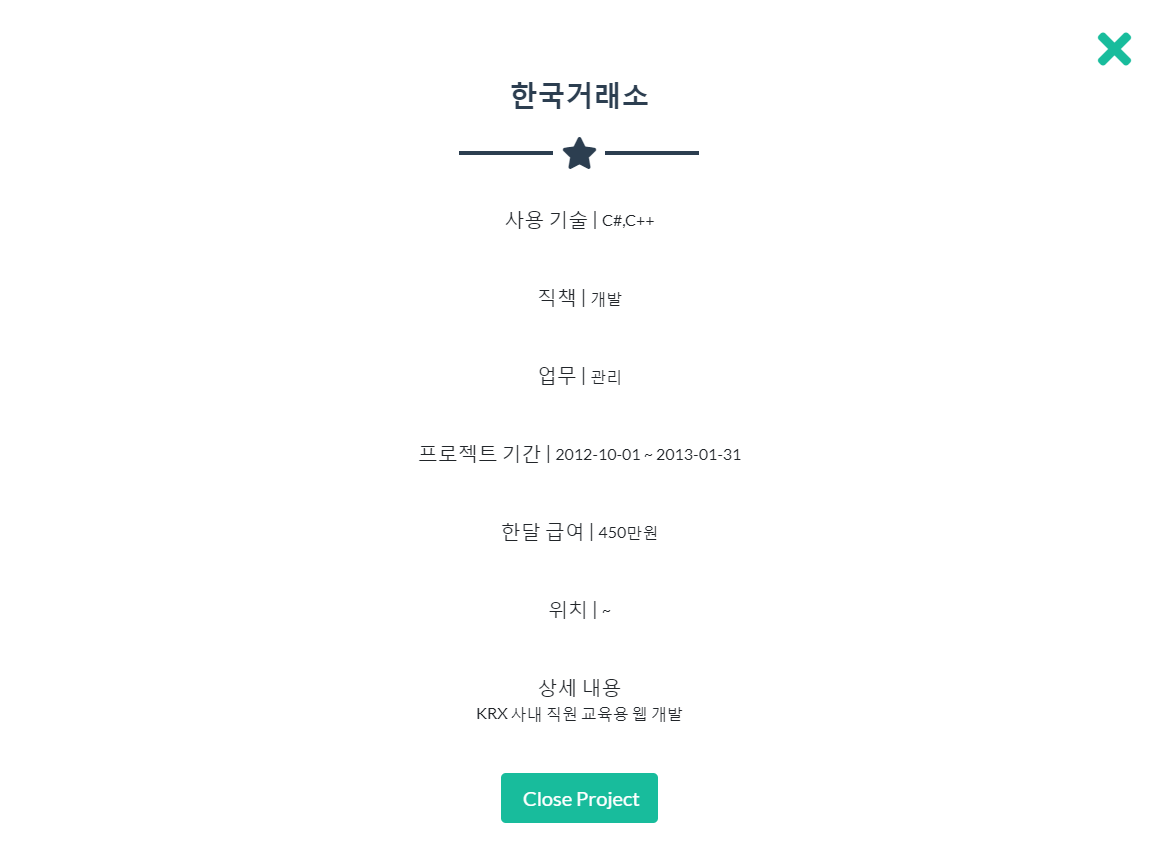 한국거래소
사용 기술 | C#,C++
직책 | 개발
업무 | 관리
프로젝트 기간 | 2012-10-01 ~ 2013-01-31
한달 급여 | 450만원
위치 | ~
상세 내용
KRX 사내 직원 교육용 웹 개발
Close Project